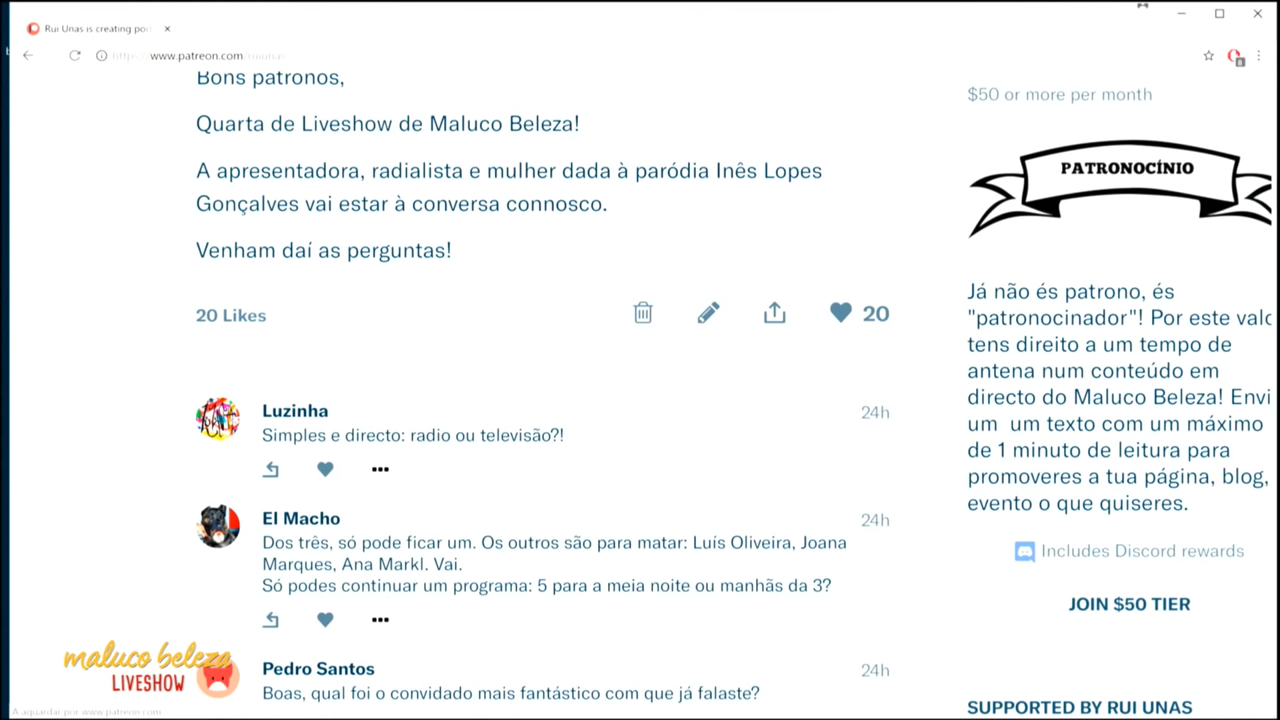 Rui Unas is creating po
www.patreon.com
Bons patronos,
Quarta de Liveshow de Maluco Beleza!
A apresentadora, radialista e mulher dada à paródia Inês Lopes
Gonçalves vai estar à conversa connosco.
Venham daí as perguntas!
20 Likes
20
Luzinha
24h
Simples e directo: radio ou televisão?!
El Macho
24h
Dos três, só pode ficar um. Os outros são para matar: Luís Oliveira, Joana
Marques, Ana Markl. Vai.
Só podes continuar um programa: 5 para a meia noite ou manhãs da 3?
Pedro Santos
24h
Boas, qual foi o convidado mais fantástico com que já falaste?
$50 or more per month
PATRONOCÍNIO
Já não és patrono, és
"patronocinador"! Por este valo
tens direito a um tempo de
antena num conteúdo em
directo do Maluco Beleza! Envi
um um texto com um máximo
de 1 minuto de leitura para
promoveres a tua página, blog,
evento o que quiseres.
Includes Discord rewards
JOIN $50 TIER
SUPPORTED BY RUI UNAS
maluco beleza
LIVESHOW
A aguardar por www.patreon.com